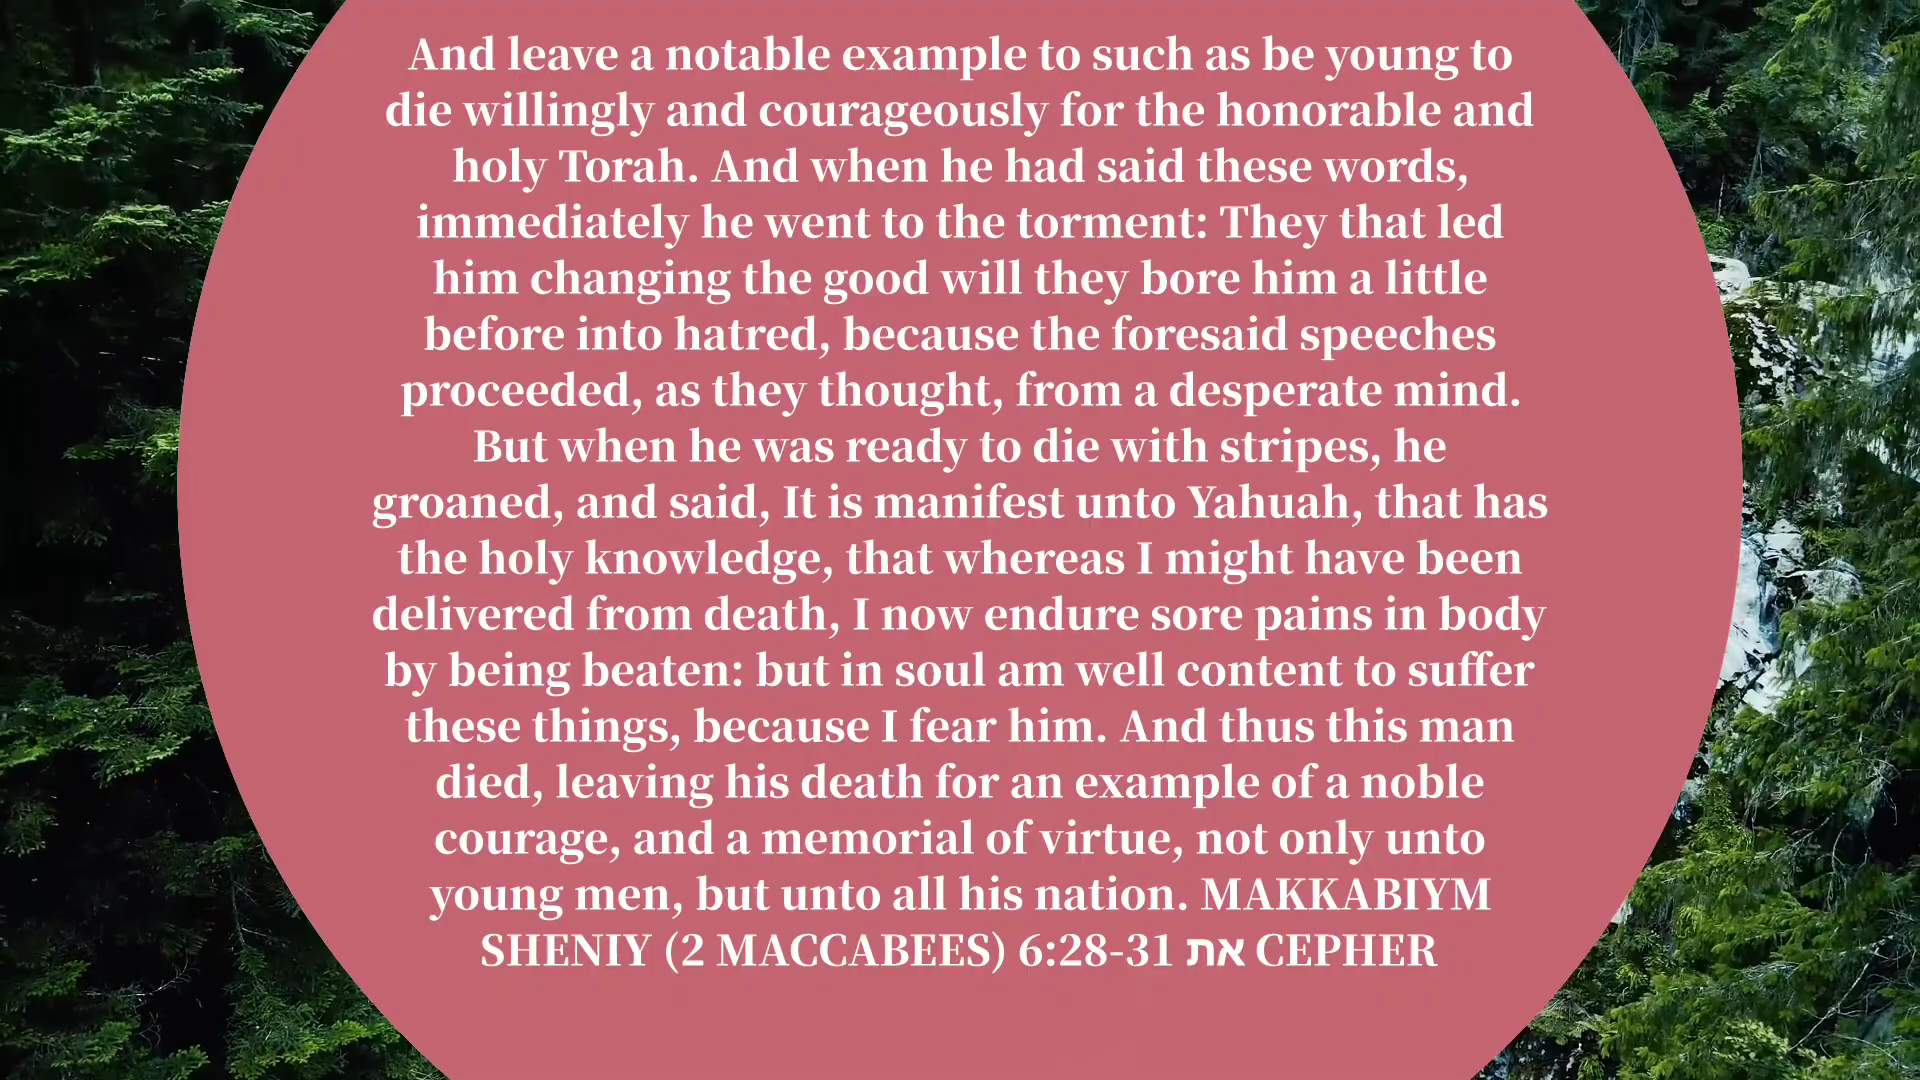 And leave a notable example to such as be young to
die willingly and courageously for the honorable and
holy Torah. And when he had said these words,
immediately he went to the torment: They that led
him changing the good will they bore him a little
before into hatred, because the foresaid speeches
proceeded, as they thought, from a desperate mind.
But when he was ready to die with stripes, he
groaned, and said, It is manifest unto Yahuah, that has
the holy knowledge, that whereas I might have been
delivered from death, I now endure sore pains in body
by being beaten: but in soul am well content to suffer
these things, because I fear him. And thus this man
died, leaving his death for an example of a noble
courage, and a memorial of virtue, not only unto
young men, but unto all his nation. MAKKABIYM
SHENIY (2 MACCABEES) 6:28-31 את CEPHER